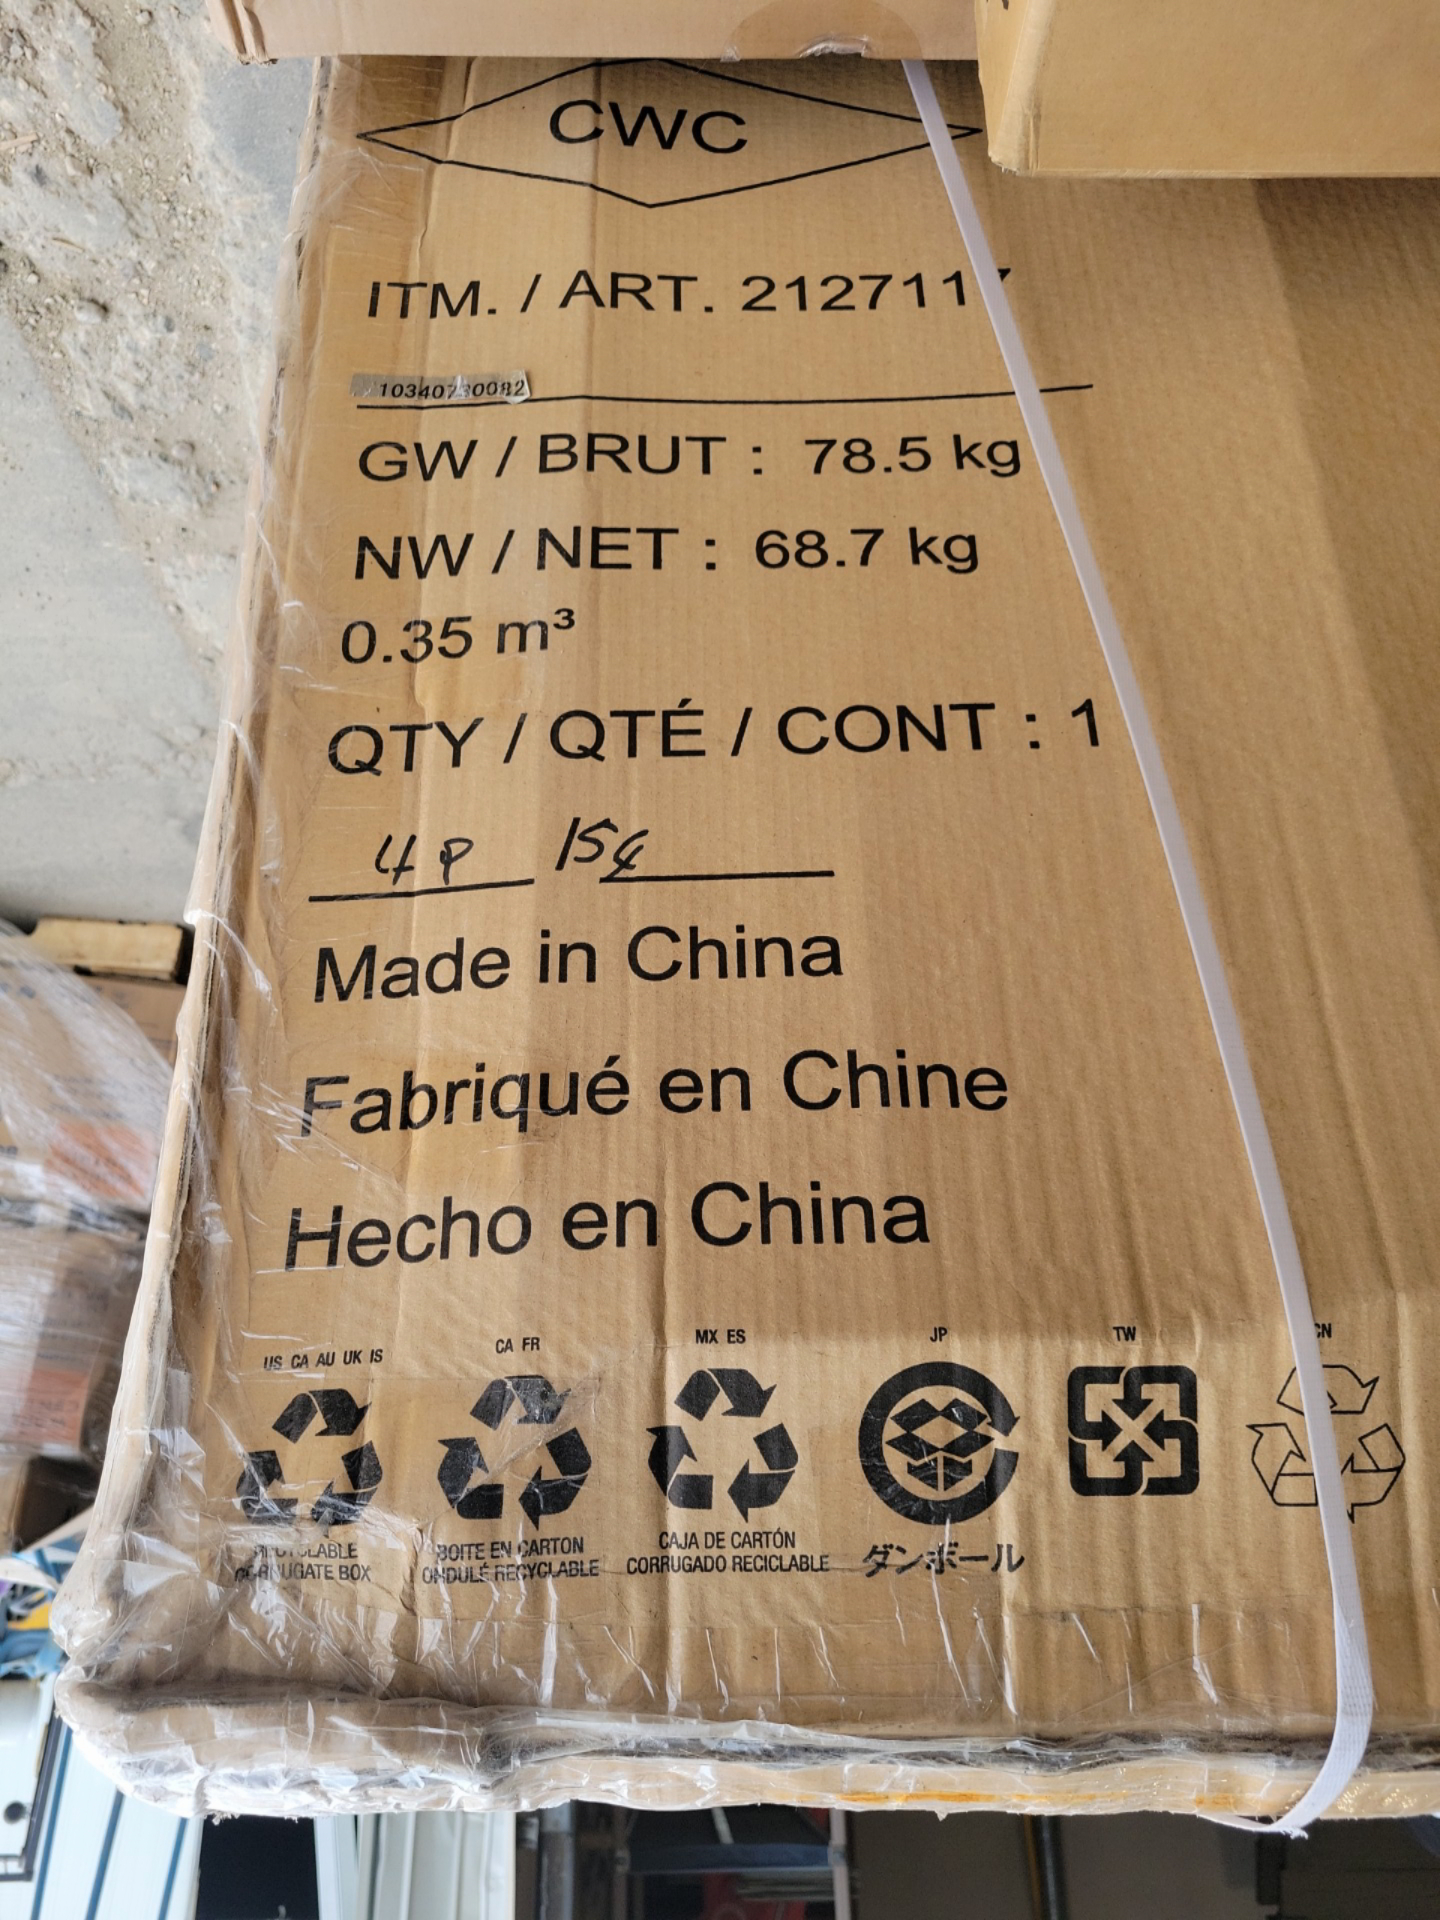 CWC
ITM. / ART. 2127117
10340730082
GW / BRUT : 78.5 kg
NW / NET : 68.7 kg
0.35 m³
QTY / QTÉ / CONT : 1
4P
Made in China
Fabriqué en Chine
Hecho en China
US CA AU UK IS
CA FR
MX ES
JP
TW
CN
RECYCLABLE
CORRUGATE BOX
BOITE EN CARTON
ONDULÉ RECYCLABLE
CAJA DE CARTÓN
CORRUGADO RECICLABLE
ダンボール